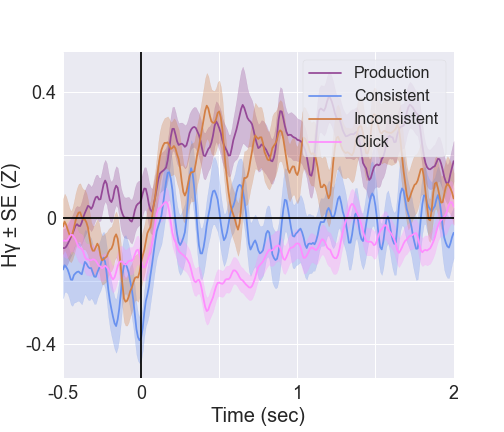 Production
Consistent
Inconsistent
Click
Hγ ± SE (Z)
0.4
0
-0.4
-0.5 0 1 2
Time (sec)